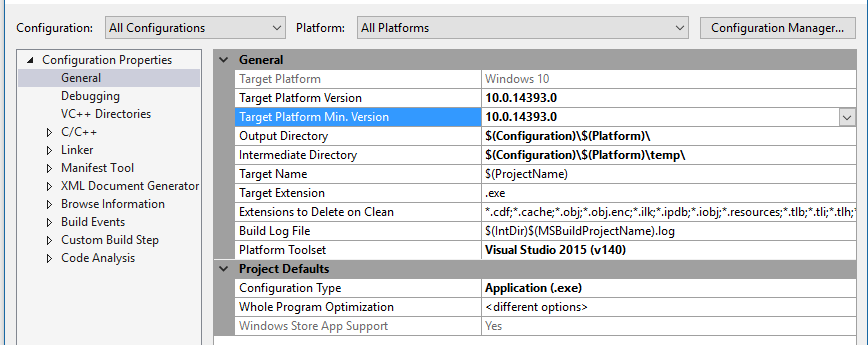 Configuration: All Configurations Platform: All Platforms Configuration Manager...
Configuration Properties
General
Debugging
VC++ Directories
C/C++
Linker
Manifest Tool
XML Document Generator
Browse Information
Build Events
Custom Build Step
Code Analysis
General
Target Platform Windows 10
Target Platform Version 10.0.14393.0
Target Platform Min. Version 10.0.14393.0
Output Directory $(Configuration)\$(Platform)\
Intermediate Directory $(Configuration)\$(Platform)\temp\
Target Name $(ProjectName)
Target Extension .exe
Extensions to Delete on Clean *.cdf;*.cache;*.obj;*.obj.enc;*.ilk;*.ipdb;*.iobj;*.resources;*.tlb;*.tli;*.tlh;*
Build Log File $(IntDir)$(MSBuildProjectName).log
Platform Toolset Visual Studio 2015 (v140)
Project Defaults
Configuration Type Application (.exe)
Whole Program Optimization <different options>
Windows Store App Support Yes